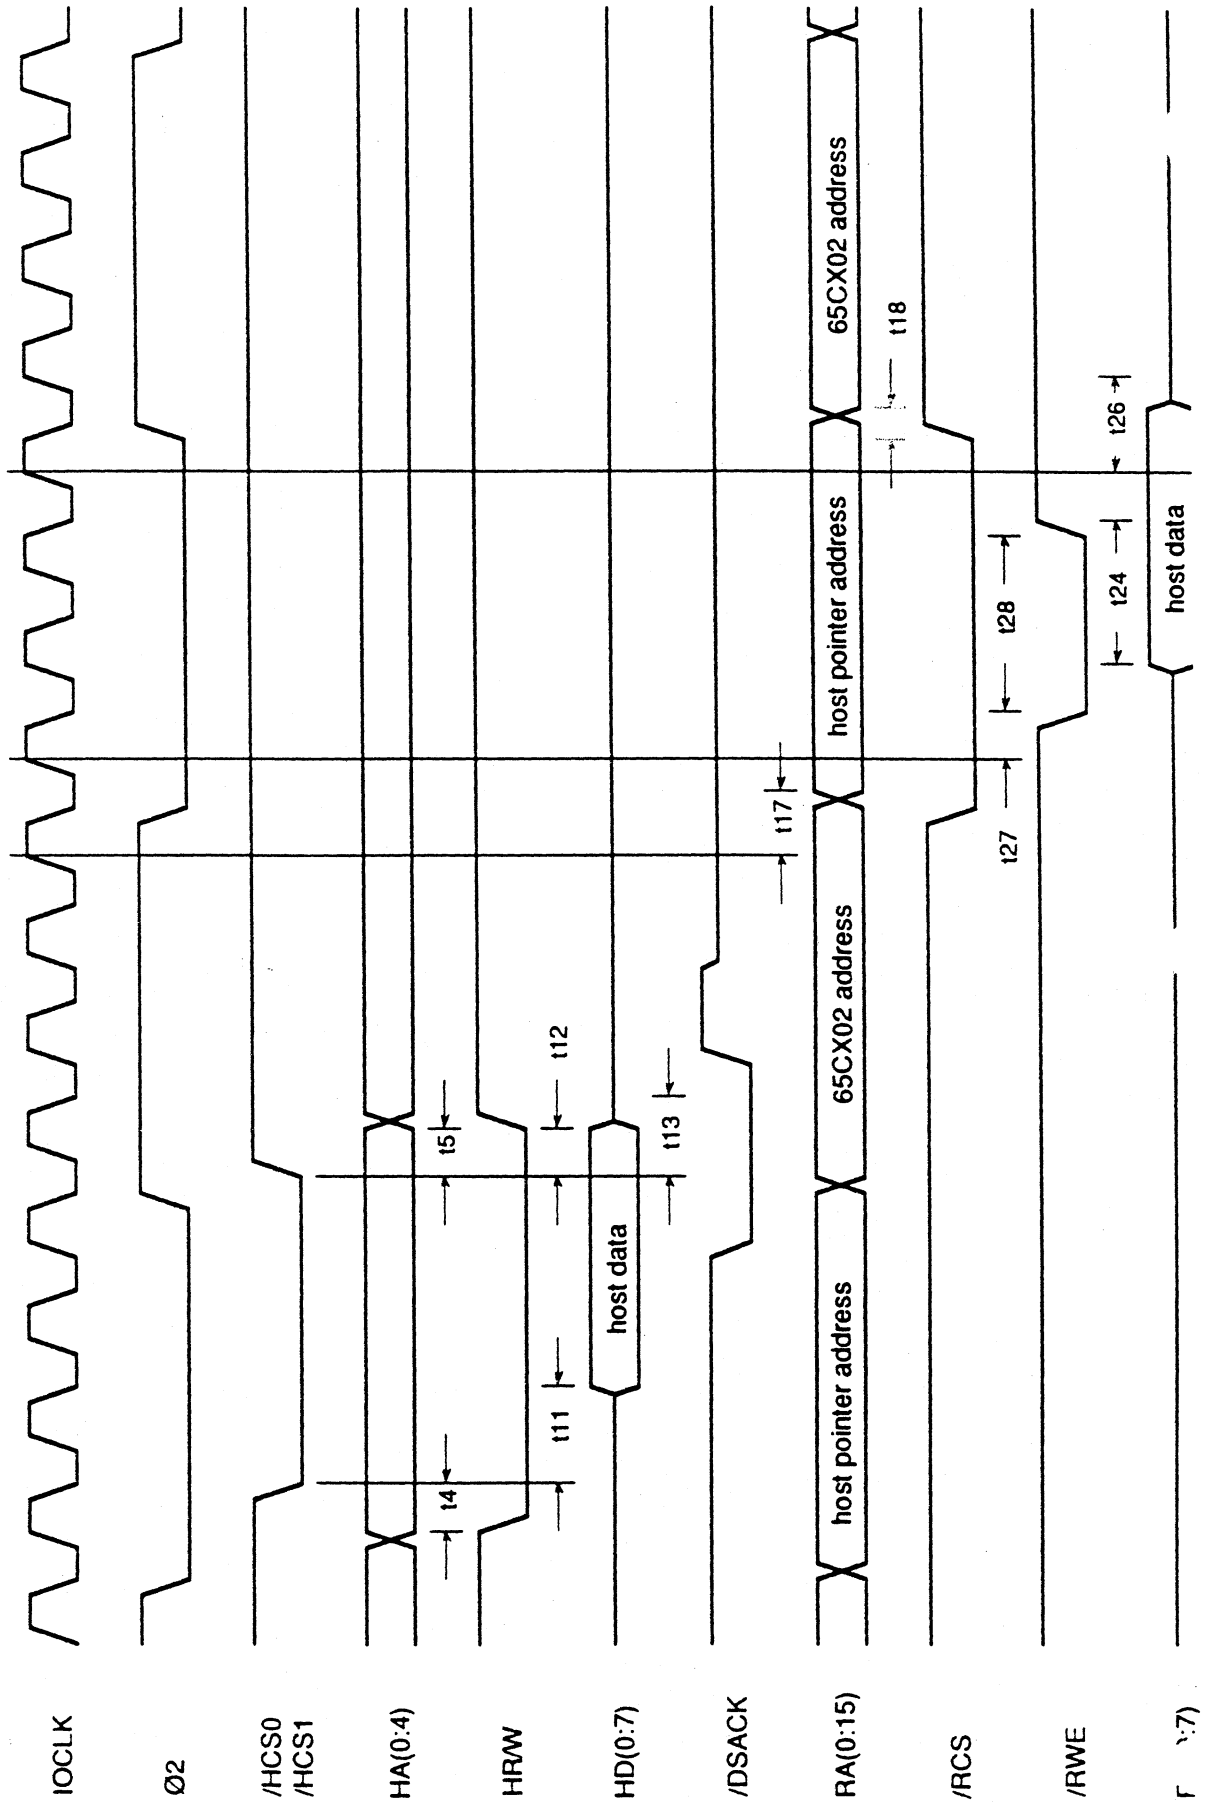 IOCLK
Ø2
/HCS0
/HCS1
HA(0:4)
t4
t5
HR/W
t11
t12
HD(0:7)
host data
t13
/DSACK
t17
RA(0:15)
host pointer address
65CX02 address
host pointer address
65CX02 address
t18
/RCS
t27
t28
/RWE
t24
t26
:7)
host data